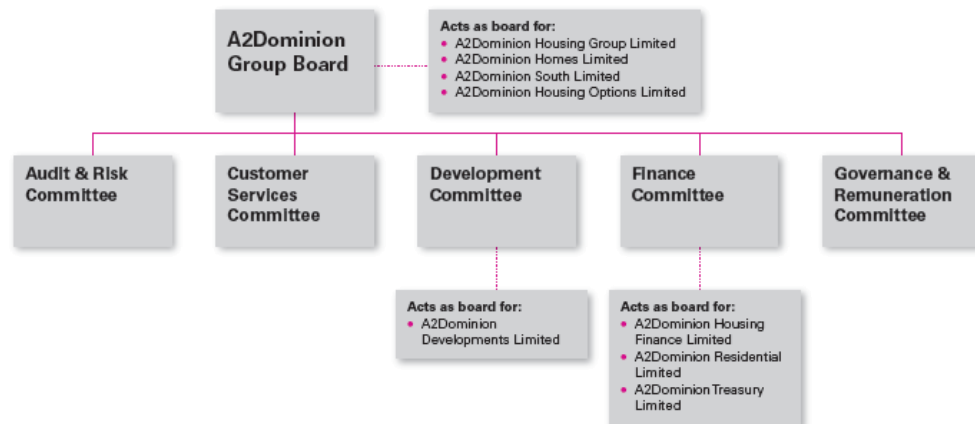 A2Dominion
Group Board
Acts as board for:
• A2Dominion Housing Group Limited
• A2Dominion Homes Limited
• A2Dominion South Limited
• A2Dominion Housing Options Limited
Audit & Risk
Committee
Customer
Services
Committee
Development
Committee
Finance
Committee
Governance &
Remuneration
Committee
Acts as board for:
• A2Dominion
Developments Limited
Acts as board for:
• A2Dominion Housing
Finance Limited
• A2Dominion Residential
Limited
• A2Dominion Treasury
Limited